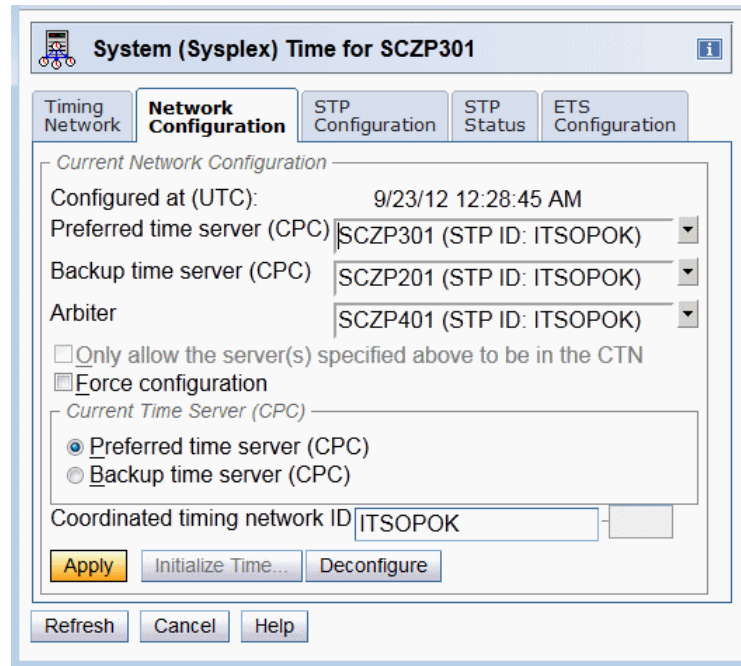 System (Sysplex) Time for SCZP301
i
Timing Network
Network Configuration
STP Configuration
STP Status
ETS Configuration
Current Network Configuration
Configured at (UTC): 9/23/12 12:28:45 AM
Preferred time server (CPC) SCZP301 (STP ID: ITSOPOK)
Backup time server (CPC) SCZP201 (STP ID: ITSOPOK)
Arbiter SCZP401 (STP ID: ITSOPOK)
Only allow the server(s) specified above to be in the CTN
Force configuration
Current Time Server (CPC)
Preferred time server (CPC)
Backup time server (CPC)
Coordinated timing network ID ITSOPOK -
Apply Initialize Time... Deconfigure
Refresh Cancel Help